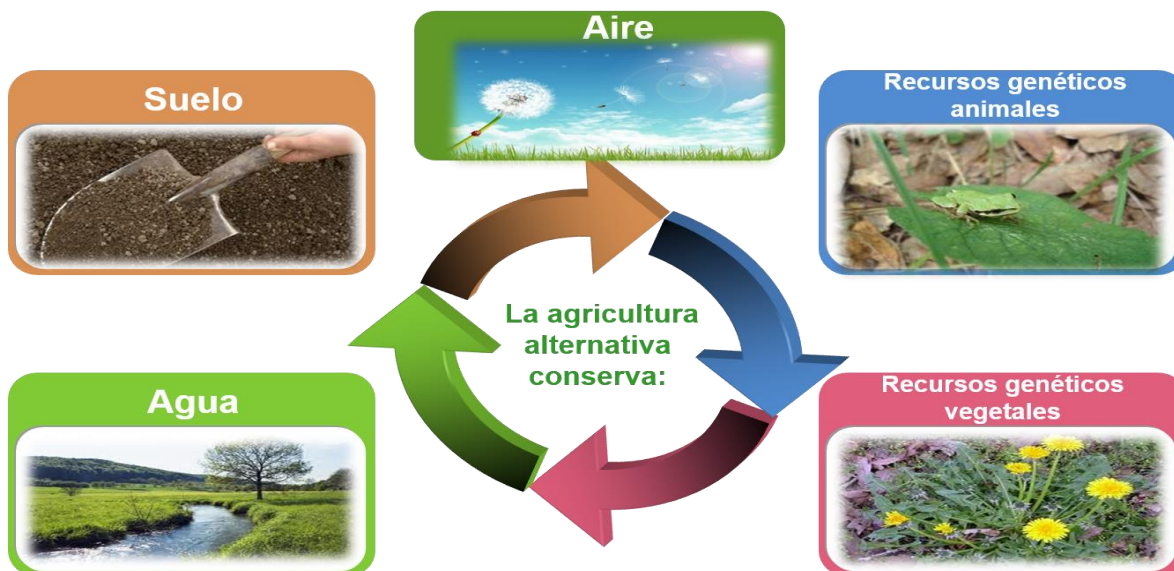 Aire
Suelo
Recursos genéticos
animales
La agricultura
alternativa
conserva:
Agua
Recursos genéticos
vegetales